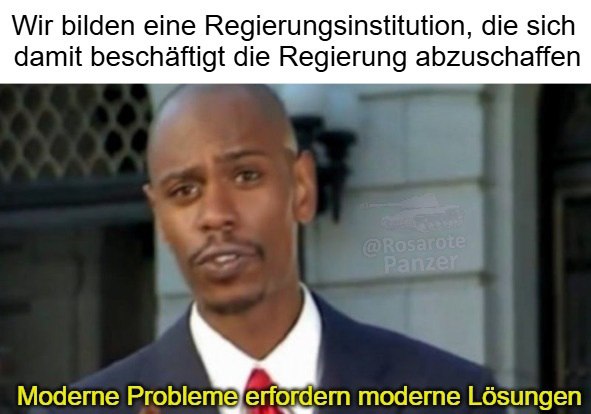 Wir bilden eine Regierungsinstitution, die sich
damit beschäftigt die Regierung abzuschaffen
@Rosarote
Panzer
Moderne Probleme erfordern moderne Lösungen